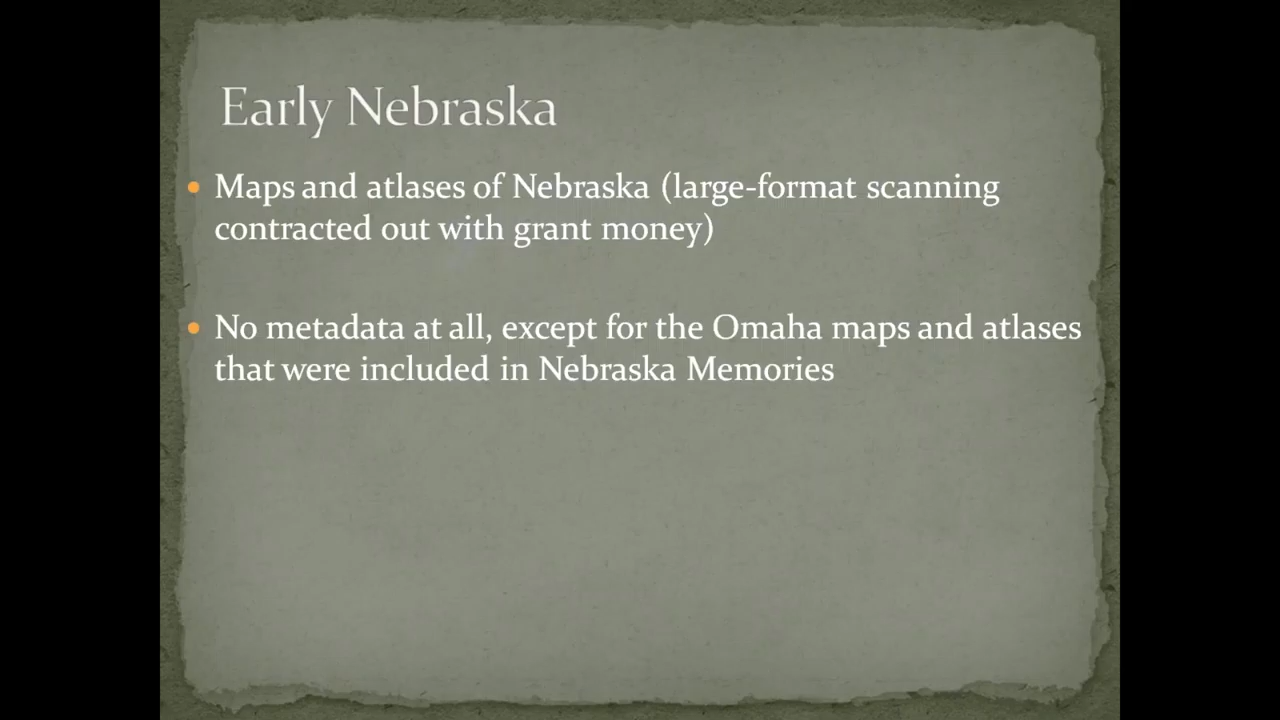 Early Nebraska
Maps and atlases of Nebraska (large-format scanning
contracted out with grant money)
No metadata at all, except for the Omaha maps and atlases
that were included in Nebraska Memories